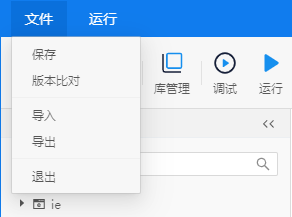 文件 运行
保存
版本比对
导入
导出
退出
库管理 调试 运行
ie